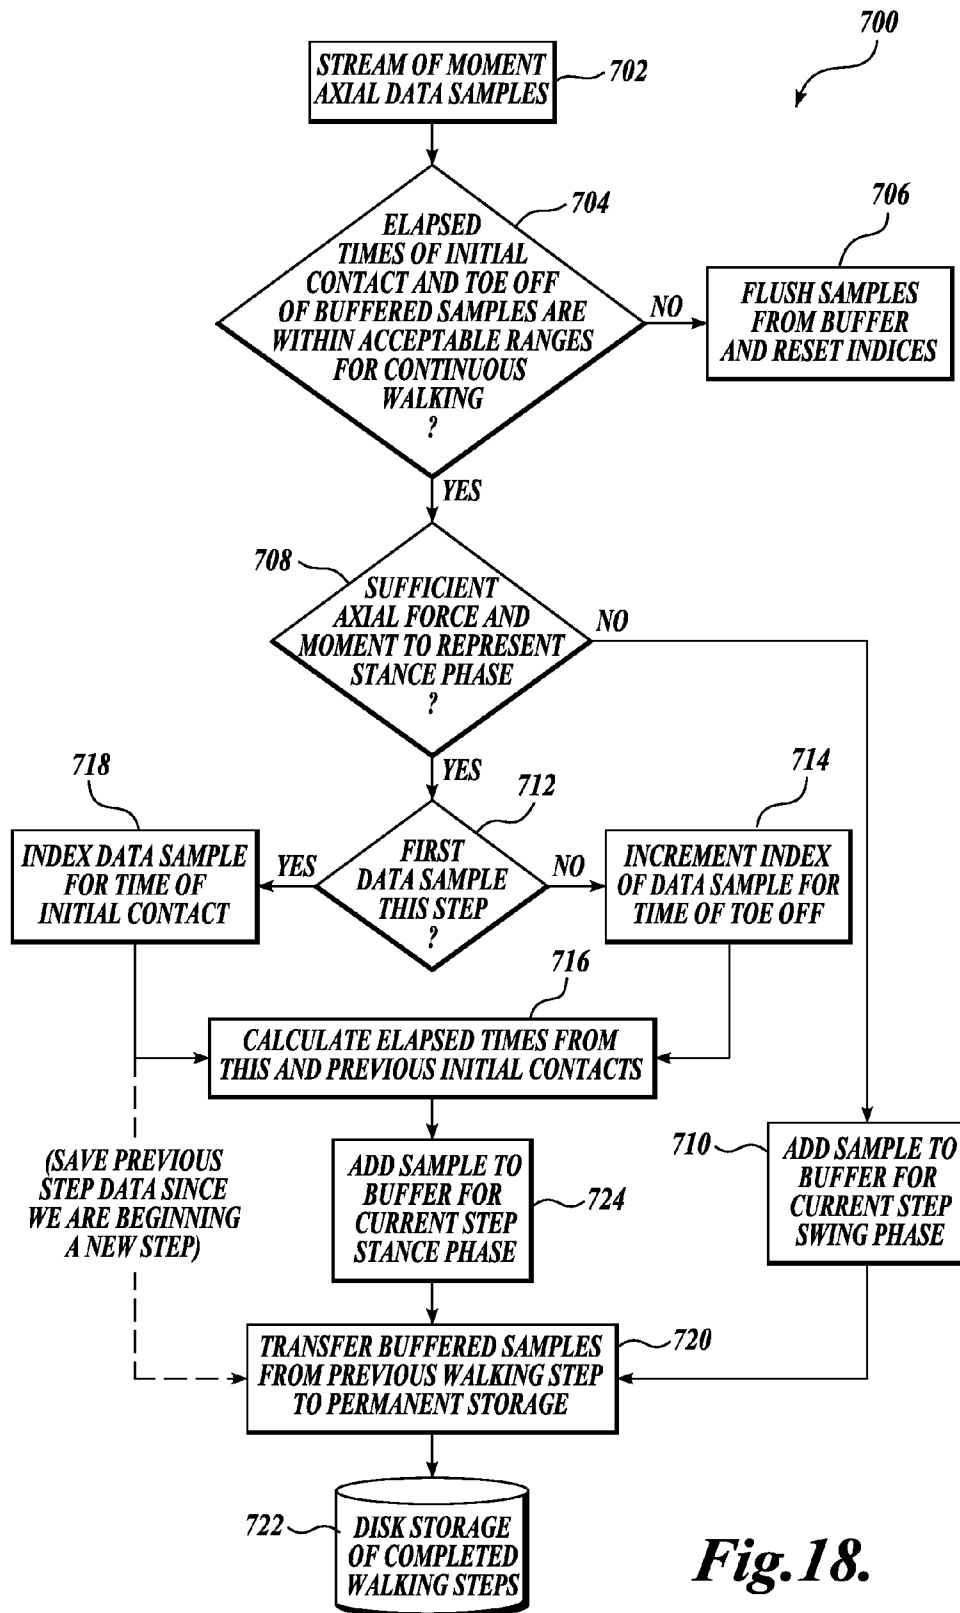 700
STREAM OF MOMENT
AXIAL DATA SAMPLES
702
704
ELAPSED
TIMES OF INITIAL
CONTACT AND TOE OFF
OF BUFFERED SAMPLES ARE
WITHIN ACCEPTABLE RANGES
FOR CONTINUOUS
WALKING
?
NO
706
FLUSH SAMPLES
FROM BUFFER
AND RESET INDICES
YES
708
SUFFICIENT
AXIAL FORCE AND
MOMENT TO REPRESENT
STANCE PHASE
?
NO
YES
712
FIRST
DATA SAMPLE
THIS STEP
?
YES
NO
718
INDEX DATA SAMPLE
FOR TIME OF
INITIAL CONTACT
714
INCREMENT INDEX
OF DATA SAMPLE FOR
TIME OF TOE OFF
716
CALCULATE ELAPSED TIMES FROM
THIS AND PREVIOUS INITIAL CONTACTS
(SAVE PREVIOUS
STEP DATA SINCE
WE ARE BEGINNING
A NEW STEP)
ADD SAMPLE TO
BUFFER FOR
CURRENT STEP
STANCE PHASE
724
710
ADD SAMPLE TO
BUFFER FOR
CURRENT STEP
SWING PHASE
TRANSFER BUFFERED SAMPLES
FROM PREVIOUS WALKING STEP
TO PERMANENT STORAGE
720
722
DISK STORAGE
OF COMPLETED
WALKING STEPS
Fig.18.